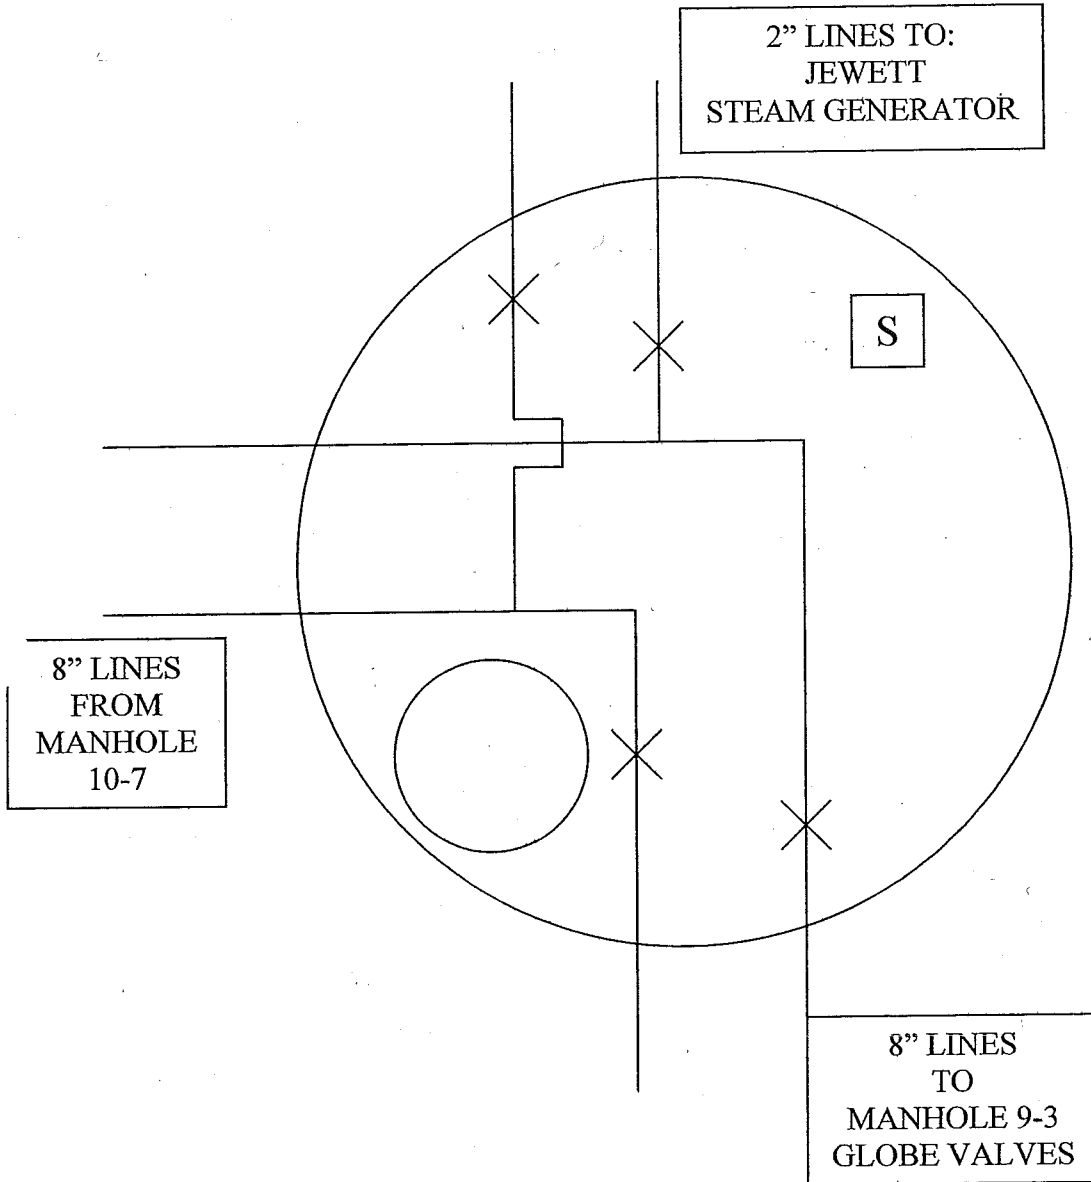 2” LINES TO:
JEWETT
STEAM GENERATOR
S
8” LINES
FROM
MANHOLE
10-7
8” LINES
TO
MANHOLE 9-3
GLOBE VALVES